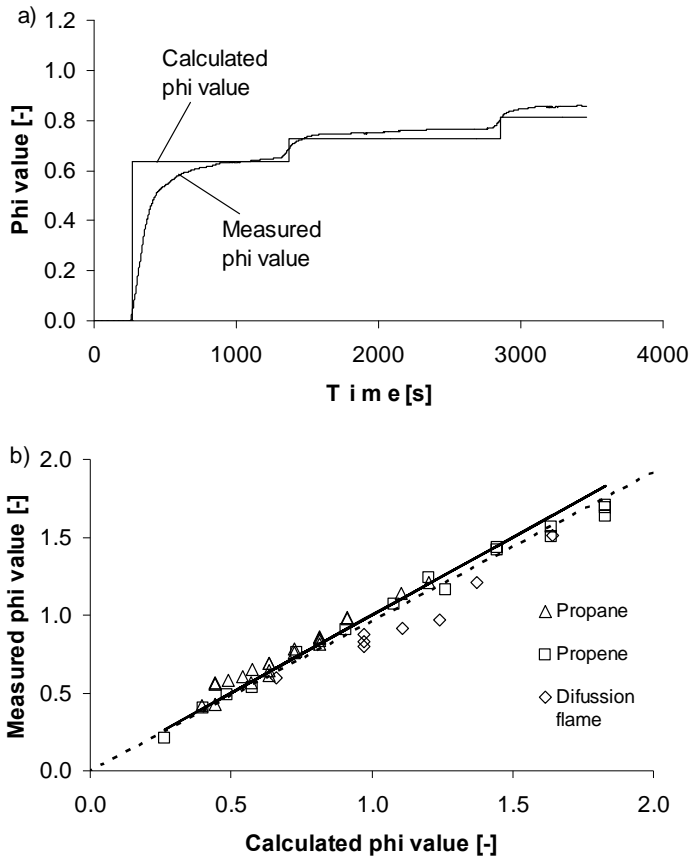 a)
1.2
1.0
0.8
0.6
0.4
0.2
0.0
Phi value [-]
Calculated
phi value
Measured
phi value
0
1000
2000
3000
4000
T i m e [s]
b)
2.0
1.5
1.0
0.5
0.0
Measured phi value [-]
Propane
Propene
Difussion
flame
0.0
0.5
1.0
1.5
2.0
Calculated phi value [-]